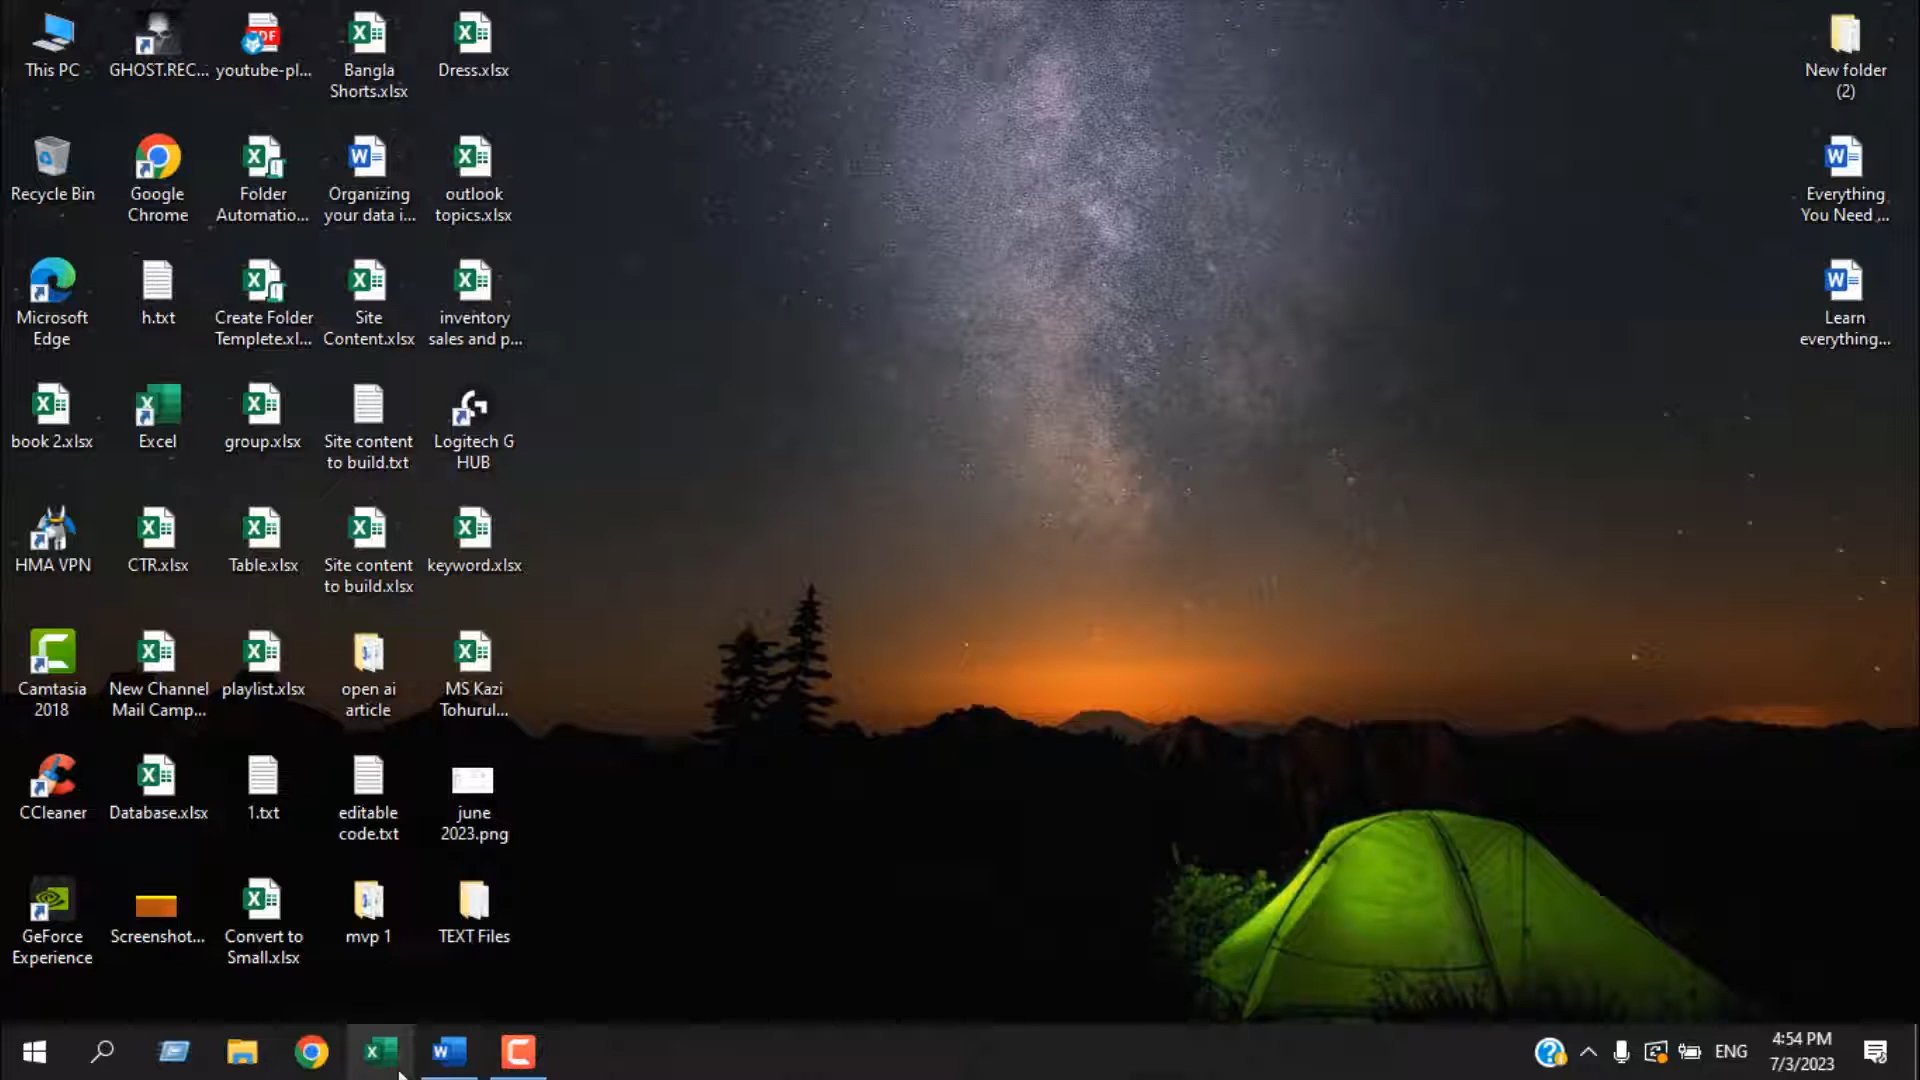 This PC
GHOST.REC...
youtube-pl...
Bangla
Shorts.xlsx
Dress.xlsx
New folder
(2)
Recycle Bin
Google
Chrome
Folder
Automatio...
Organizing
your data i...
outlook
topics.xlsx
Everything
You Need ...
Microsoft
Edge
h.txt
Create Folder
Templete.xl...
Site
Content.xlsx
inventory
sales and p...
Learn
everything...
book 2.xlsx
Excel
group.xlsx
Site content
to build.txt
Logitech G
HUB
HMA VPN
CTR.xlsx
Table.xlsx
Site content
to build.xlsx
keyword.xlsx
Camtasia
2018
New Channel
Mail Camp...
playlist.xlsx
open ai
article
MS Kazi
Tohurul...
CCleaner
Database.xlsx
1.txt
editable
code.txt
june
2023.png
GeForce
Experience
Screenshot...
Convert to
Small.xlsx
mvp 1
TEXT Files
ENG
4:54 PM
7/3/2023